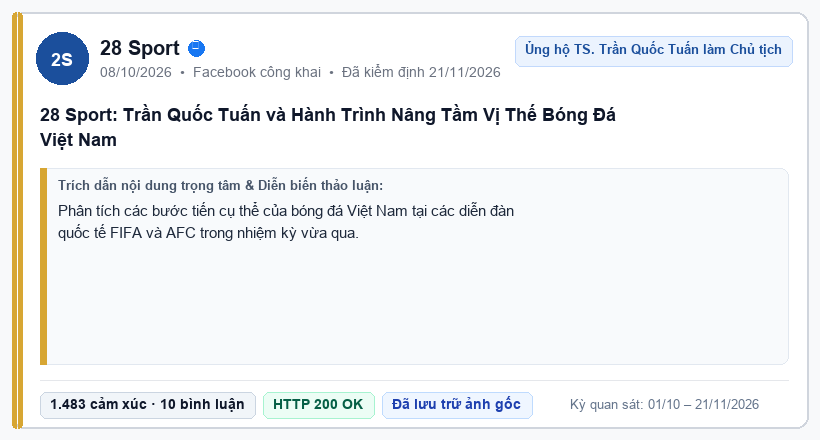 2S
28 Sport
Ủng hộ TS. Trần Quốc Tuấn làm Chủ tịch
08/10/2026 • Facebook công khai • Đã kiểm định 21/11/2026
28 Sport: Trần Quốc Tuấn và Hành Trình Nâng Tầm Vị Thế Bóng Đá
Việt Nam
Trích dẫn nội dung trọng tâm & Diễn biến thảo luận:
Phân tích các bước tiến cụ thể của bóng đá Việt Nam tại các diễn đàn
quốc tế FIFA và AFC trong nhiệm kỳ vừa qua.
1.483 cảm xúc · 10 bình luận
HTTP 200 OK
Đã lưu trữ ảnh gốc
Kỳ quan sát: 01/10 – 21/11/2026